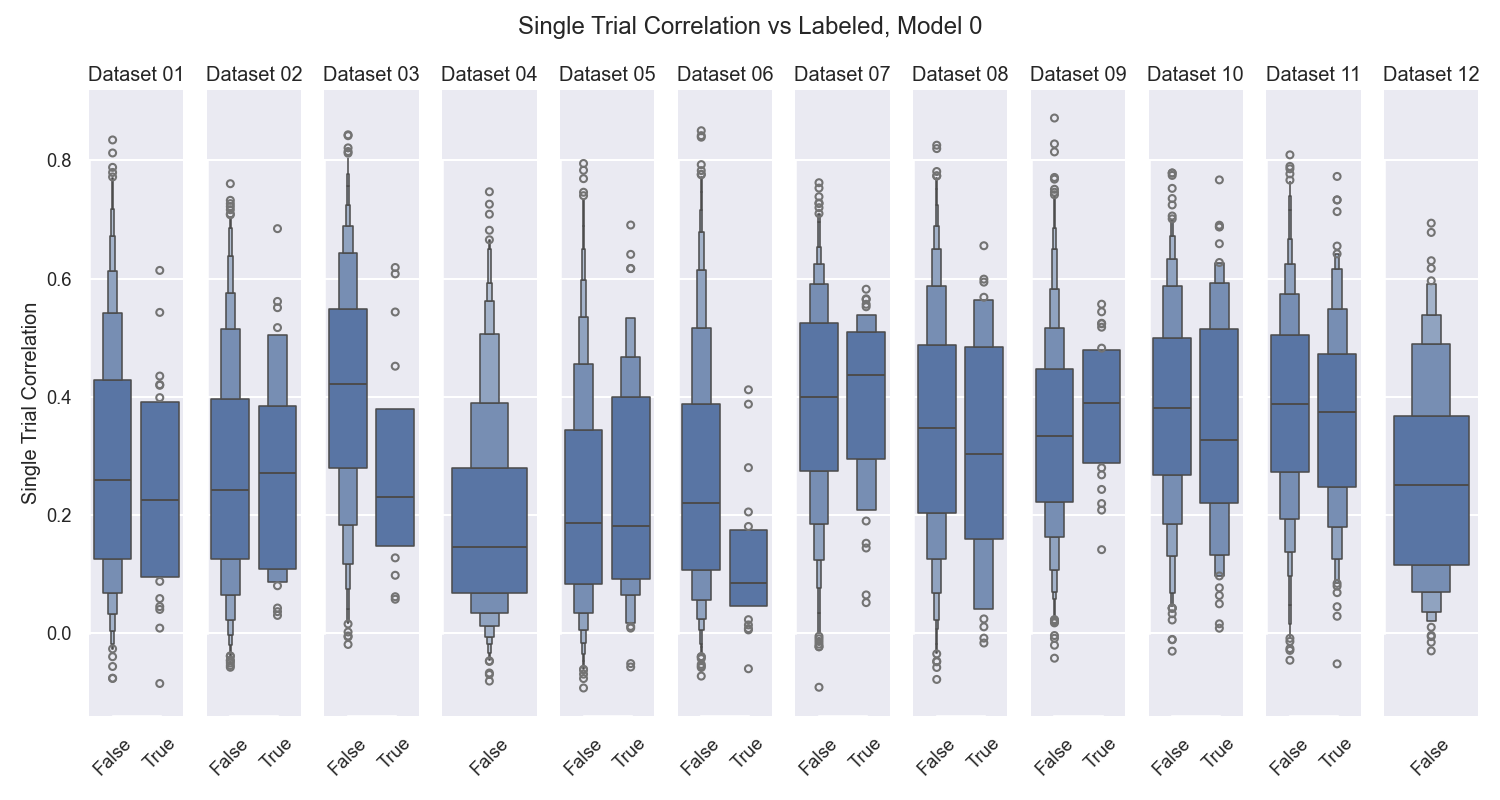 Single Trial Correlation vs Labeled, Model 0
Dataset 01 Dataset 02 Dataset 03 Dataset 04 Dataset 05 Dataset 06 Dataset 07 Dataset 08 Dataset 09 Dataset 10 Dataset 11 Dataset 12
Single Trial Correlation
0.8
0.6
0.4
0.2
0.0
False True False True False True False False True False True False True False True False True False True False True False